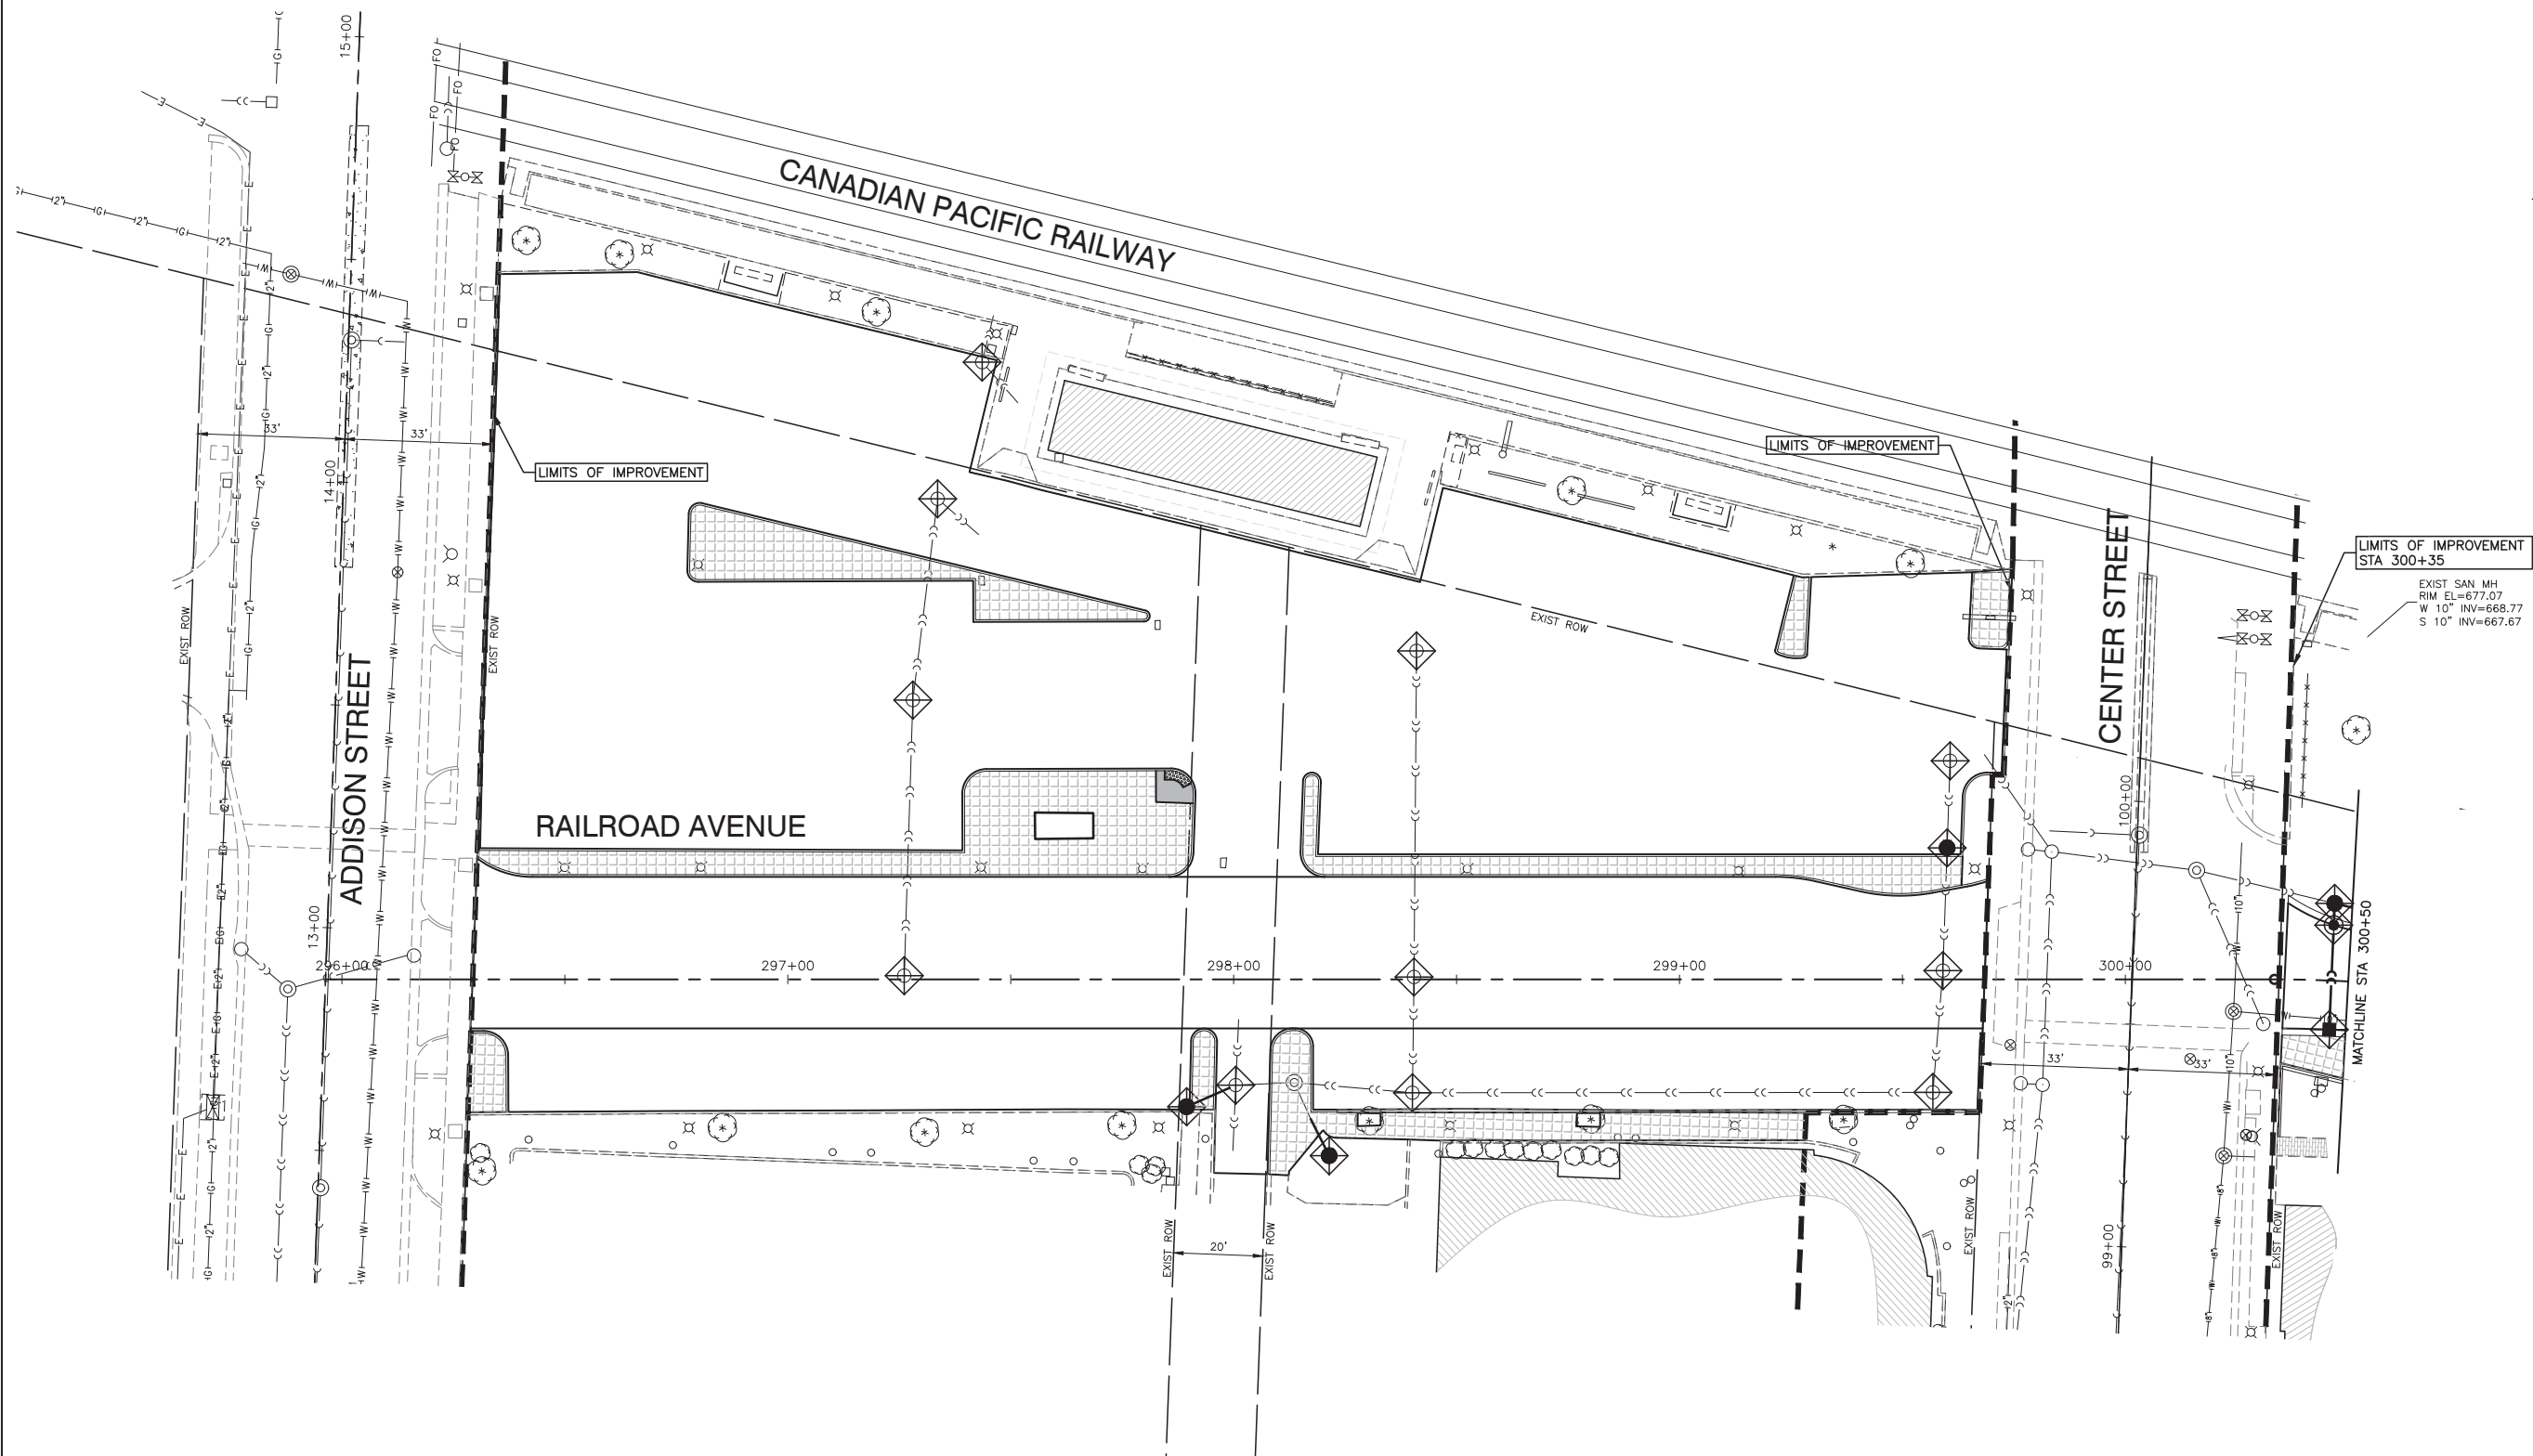 15+00
CANADIAN PACIFIC RAILWAY
FO
FO
FO
FO
33'
33'
LIMITS OF IMPROVEMENT
LIMITS OF IMPROVEMENT
14+00
CENTER STREET
LIMITS OF IMPROVEMENT
STA 300+35
EXIST SAN MH
RIM EL=677.07
W 10" INV=668.77
S 10" INV=667.67
EXIST ROW
EXIST ROW
EXIST ROW
ADDISON STREET
RAILROAD AVENUE
100+00
13+00
296+00
297+00
298+00
299+00
300+00
MATCHLINE STA 300+50
33'
33'
20'
EXIST ROW
EXIST ROW
EXIST ROW
EXIST ROW
99+00